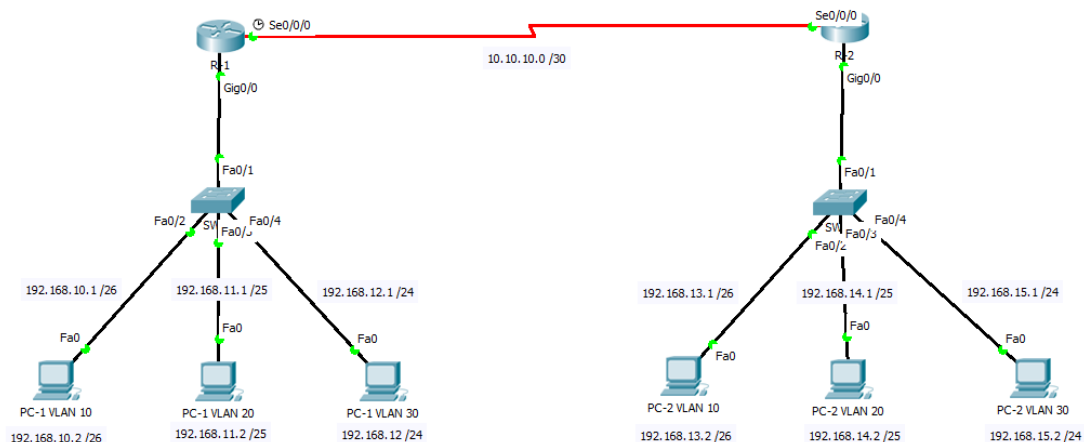 Se0/0/0
Se0/0/0
10.10.10.0 /30
Gig0/0
Gig0/0
Fa0/1
Fa0/1
Fa0/2
Fa0/4
SW
Fa0/4
SW
Fa0/3
Fa0/2
192.168.10.1 /26
192.168.11.1 /25
192.168.12.1 /24
192.168.13.1 /26
192.168.14.1 /25
192.168.15.1 /24
Fa0
Fa0
Fa0
Fa0
Fa0
Fa0
PC-1 VLAN 10
PC-1 VLAN 20
PC-1 VLAN 30
PC-2 VLAN 10
PC-2 VLAN 20
PC-2 VLAN 30
192.168.10.2 /26
192.168.11.2 /25
192.168.12 /24
192.168.13.2 /26
192.168.14.2 /25
192.168.15.2 /24